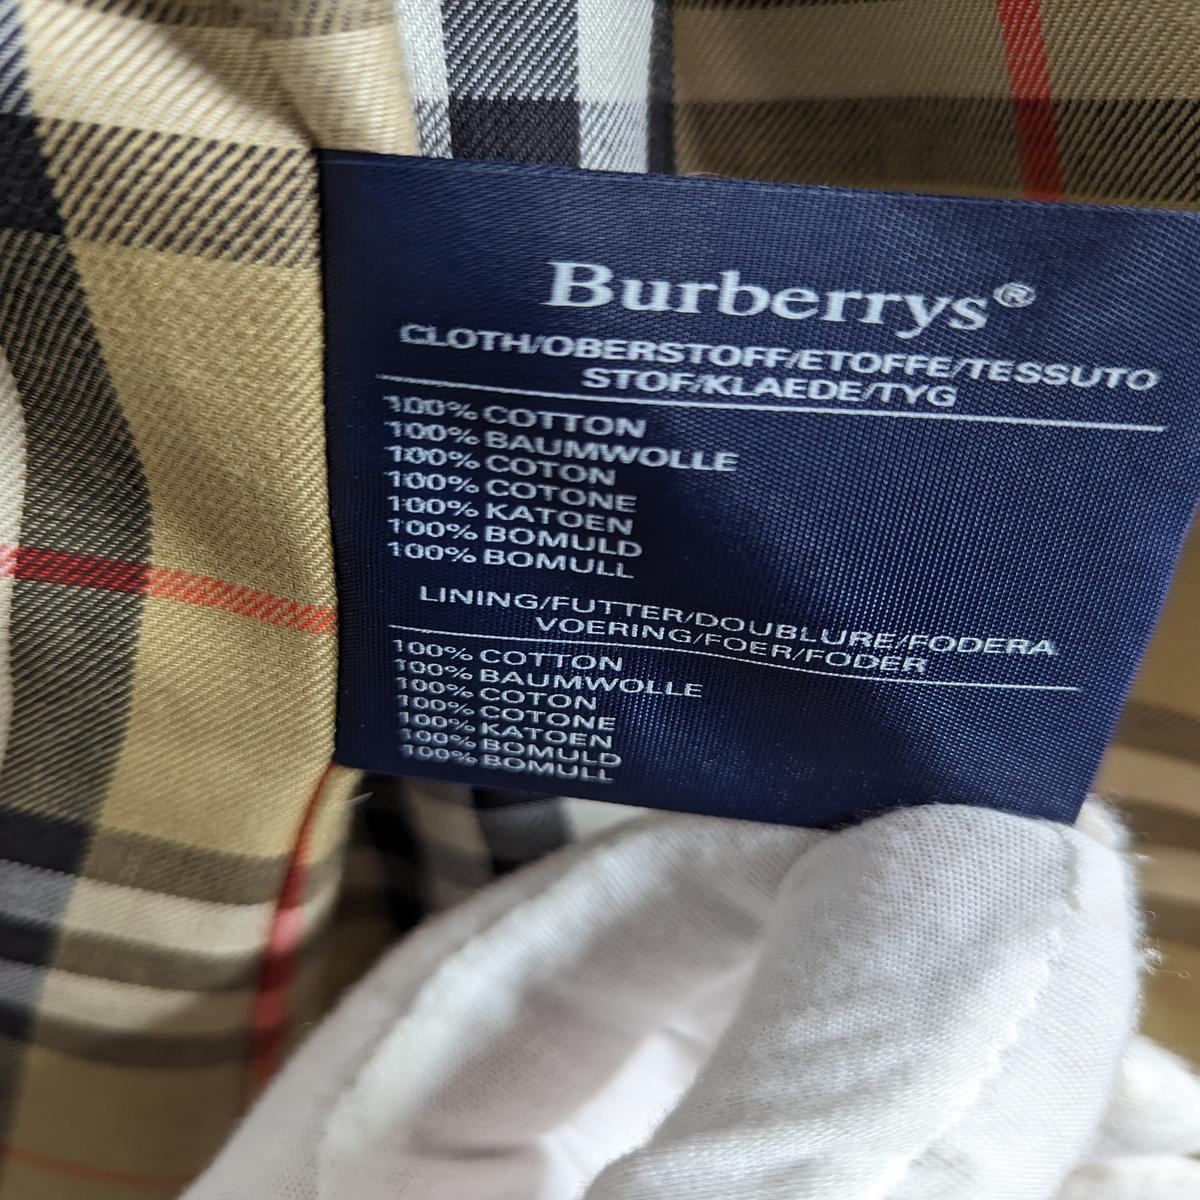 Burberrys®
CLOTH/OBERSTOFF/ETOFFE/TESSUTO
STOF/KLAEDE/TYG
100% COTTON
100% BAUMWOLLE
100% COTON
100% COTONE
100% KATOEN
100% BOMULD
100% BOMULL
LINING/FUTTER/DOUBLURE/FODERA
VOERING/FOER/FODER
100% COTTON
100% BAUMWOLLE
100% COTON
100% COTONE
100% KATOEN
100% BOMULD
100% BOMULL